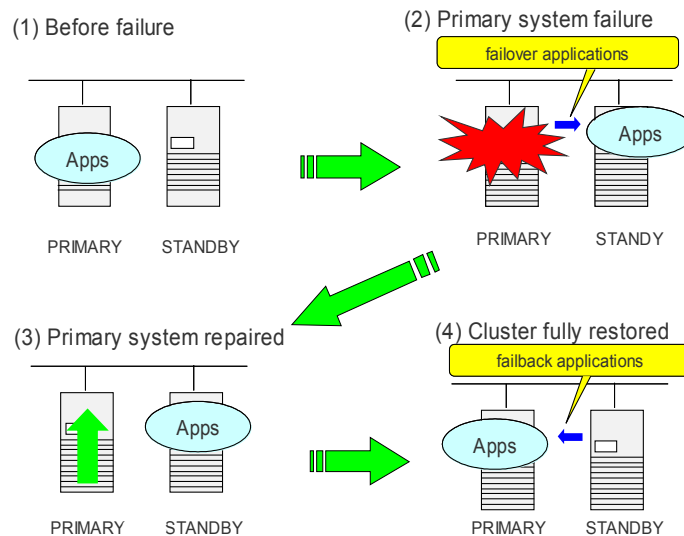 (1) Before failure
Apps
PRIMARY STANDBY
(2) Primary system failure
failover applications
Apps
PRIMARY STANDY
(3) Primary system repaired
Apps
PRIMARY STANDBY
(4) Cluster fully restored
failback applications
Apps
PRIMARY STANDBY